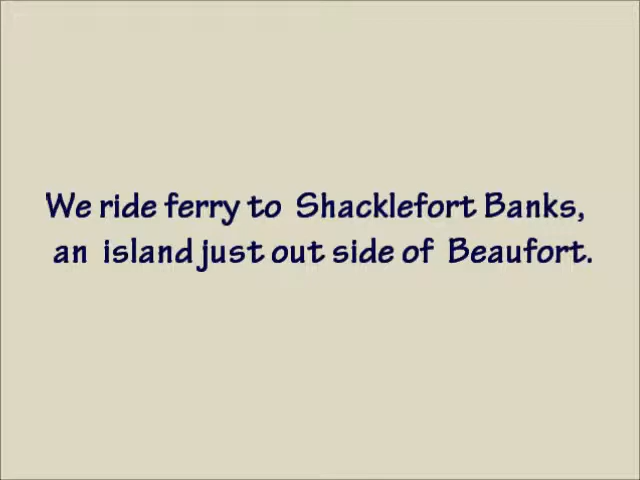 We ride ferry to Shacklefort Banks,
an island just out side of Beaufort.